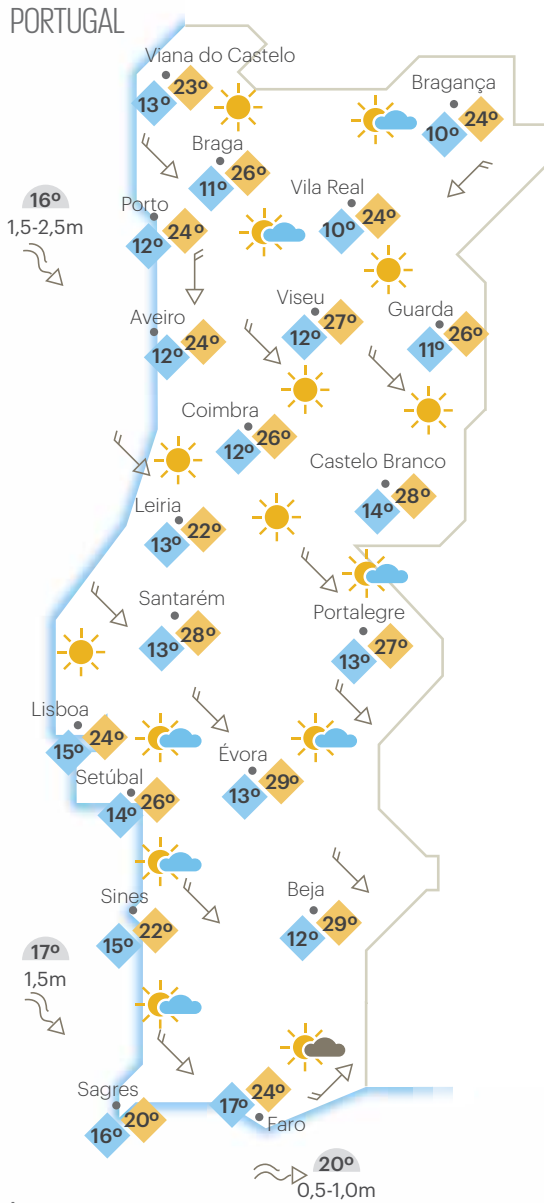 PORTUGAL
Viana do Castelo
13º 23º
Bragança
10º 24º
Braga
11º 26º
Vila Real
10º 24º
16º
1,5-2,5m
Porto
12º 24º
Viseu
12º 27º
Guarda
11º 26º
Aveiro
12º 24º
Coimbra
12º 26º
Castelo Branco
14º 28º
Leiria
13º 22º
Santarém
13º 28º
Portalegre
13º 27º
Lisboa
15º 24º
Évora
13º 29º
Setúbal
14º 26º
Sines
15º 22º
Beja
12º 29º
17º
1,5m
Sagres
16º 20º
17º 24º
Faro
20º
0,5-1,0m